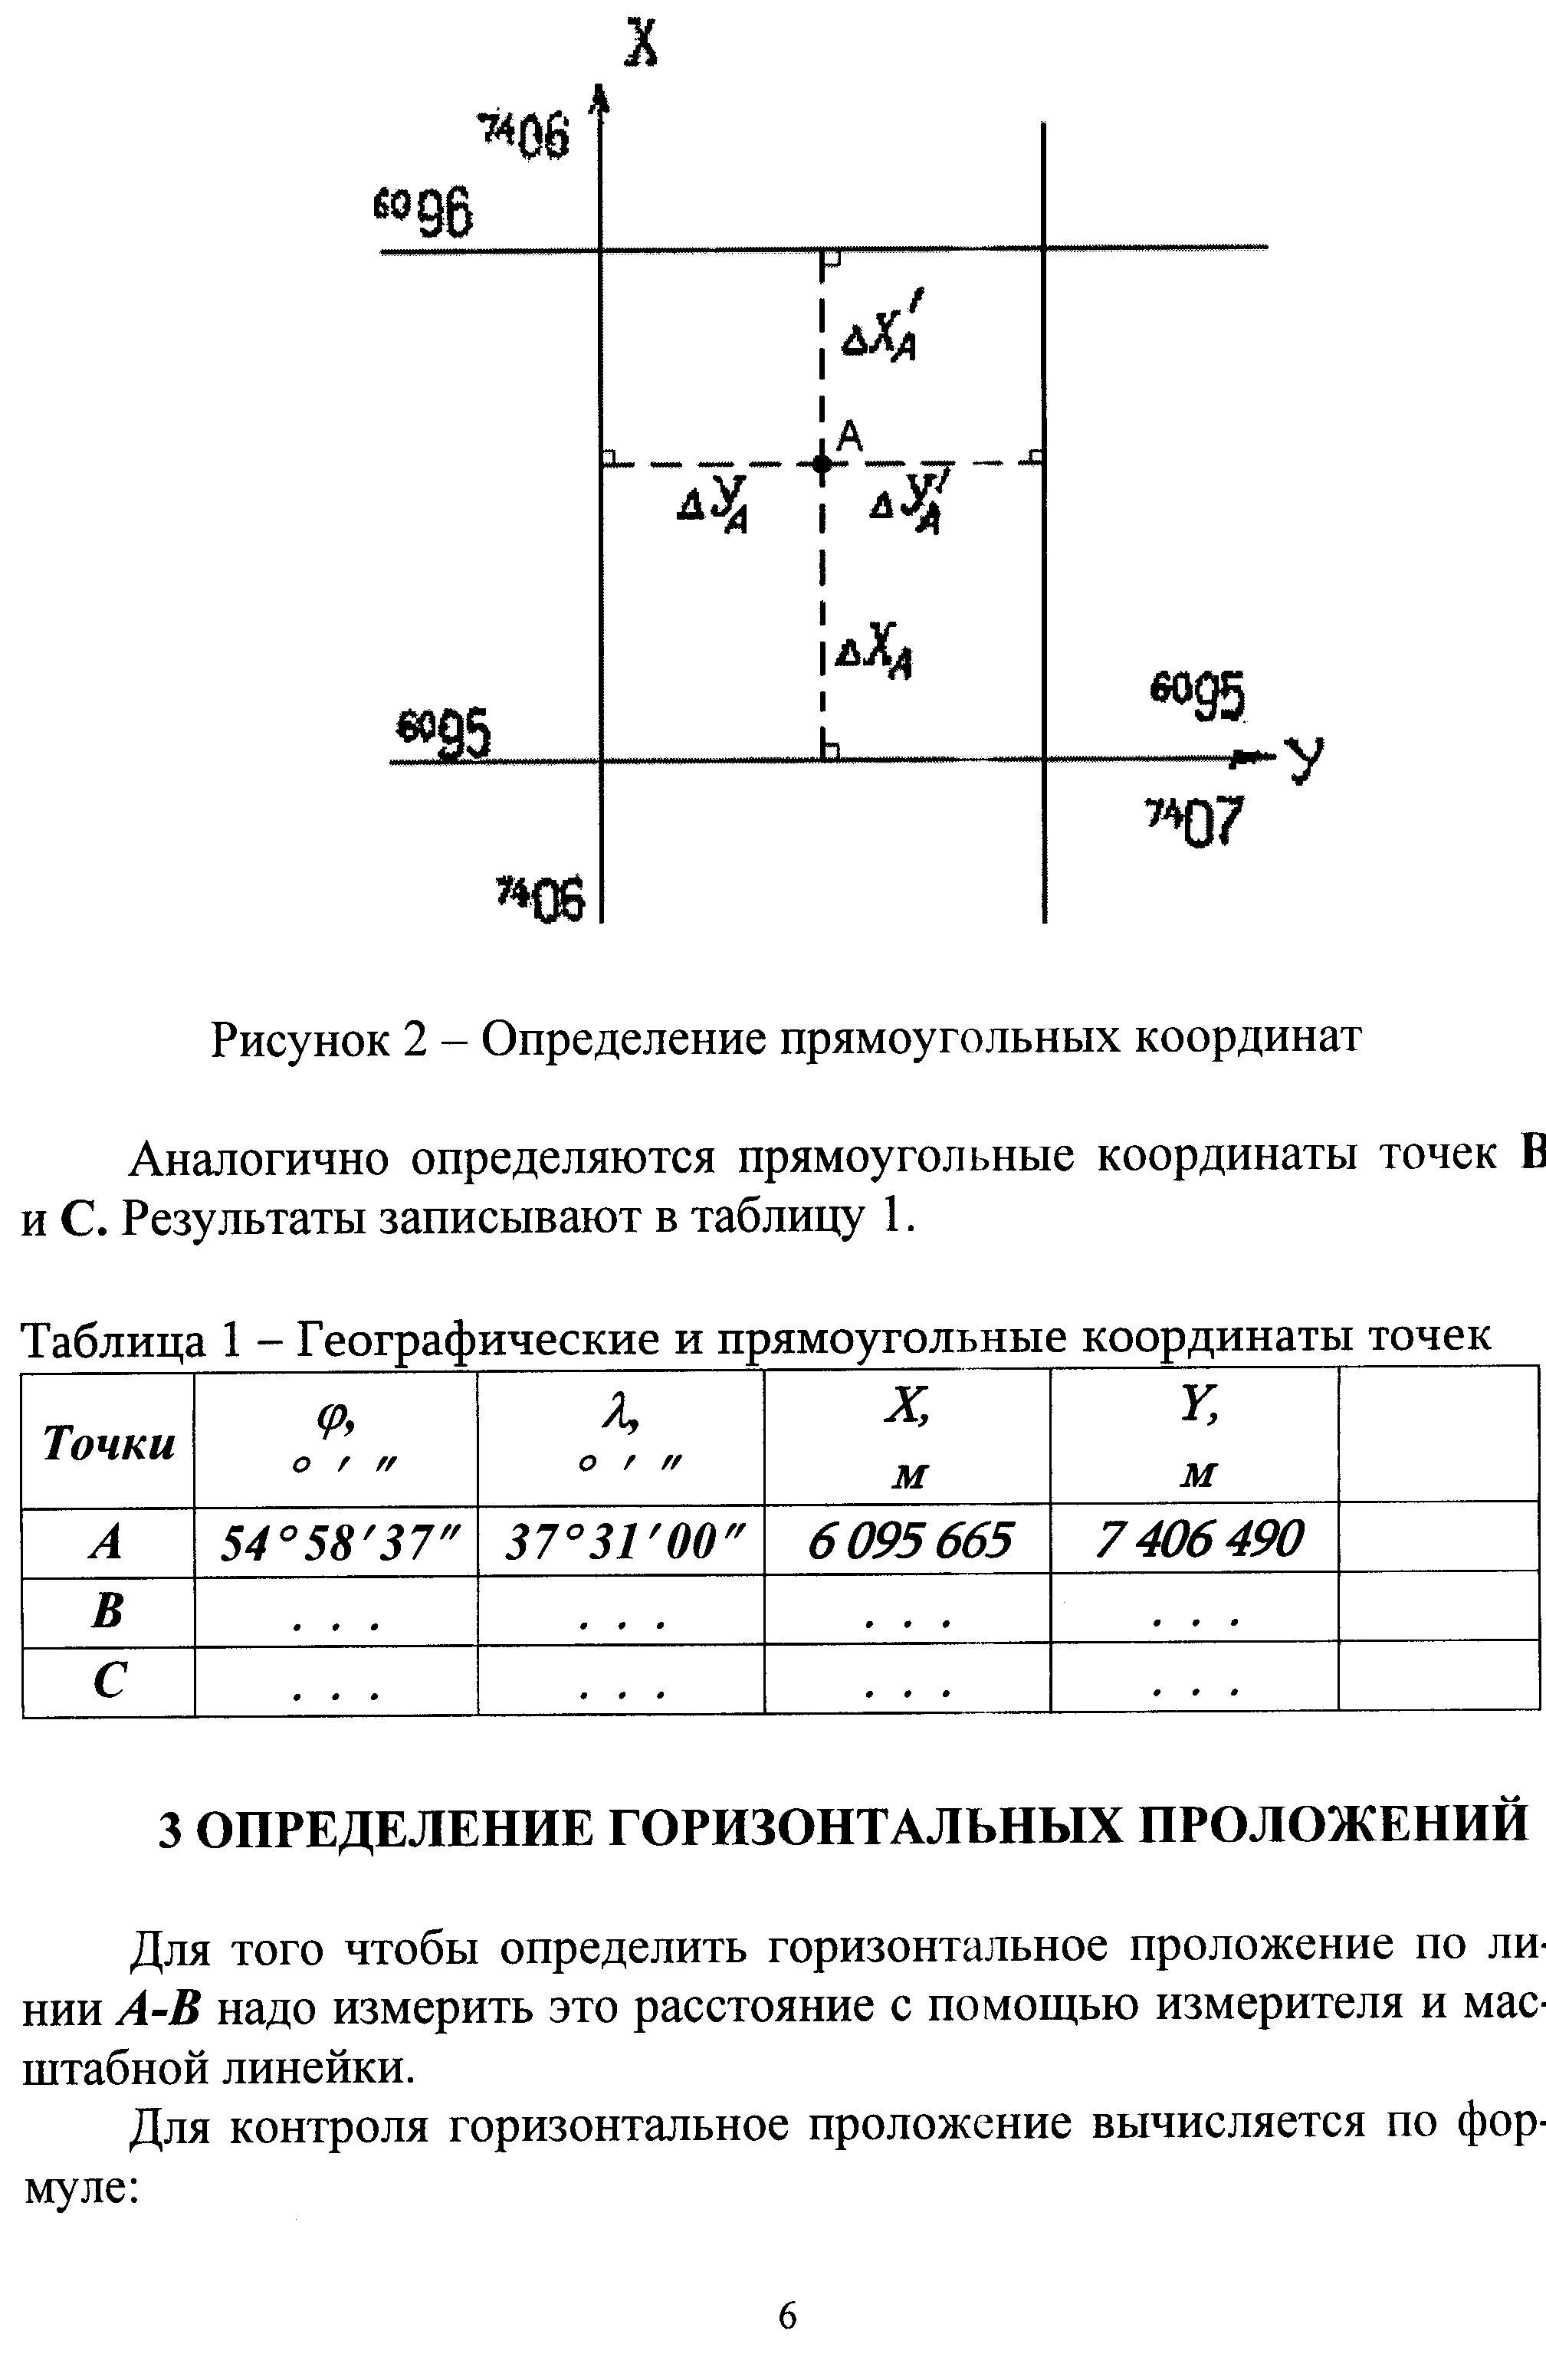 X
7406
6096
ΔX'A
A
ΔУA ΔУ'A
ΔXA
6095
6095
У
7407
7406
Рисунок 2 – Определение прямоугольных координат
Аналогично определяются прямоугольные координаты точек B
и C. Результаты записывают в таблицу 1.
Таблица 1 – Географические и прямоугольные координаты точек
Точки φ, ° ′ ″ λ, ° ′ ″ X, м Y, м
A 54°58′37″ 37°31′00″ 6 095 665 7 406 490
B . . . . . . . . . . . .
C . . . . . . . . . . . .
3 ОПРЕДЕЛЕНИЕ ГОРИЗОНТАЛЬНЫХ ПРОЛОЖЕНИЙ
Для того чтобы определить горизонтальное проложение по ли-
нии A-B надо измерить это расстояние с помощью измерителя и мас-
штабной линейки.
Для контроля горизонтальное проложение вычисляется по фор-
муле:
6